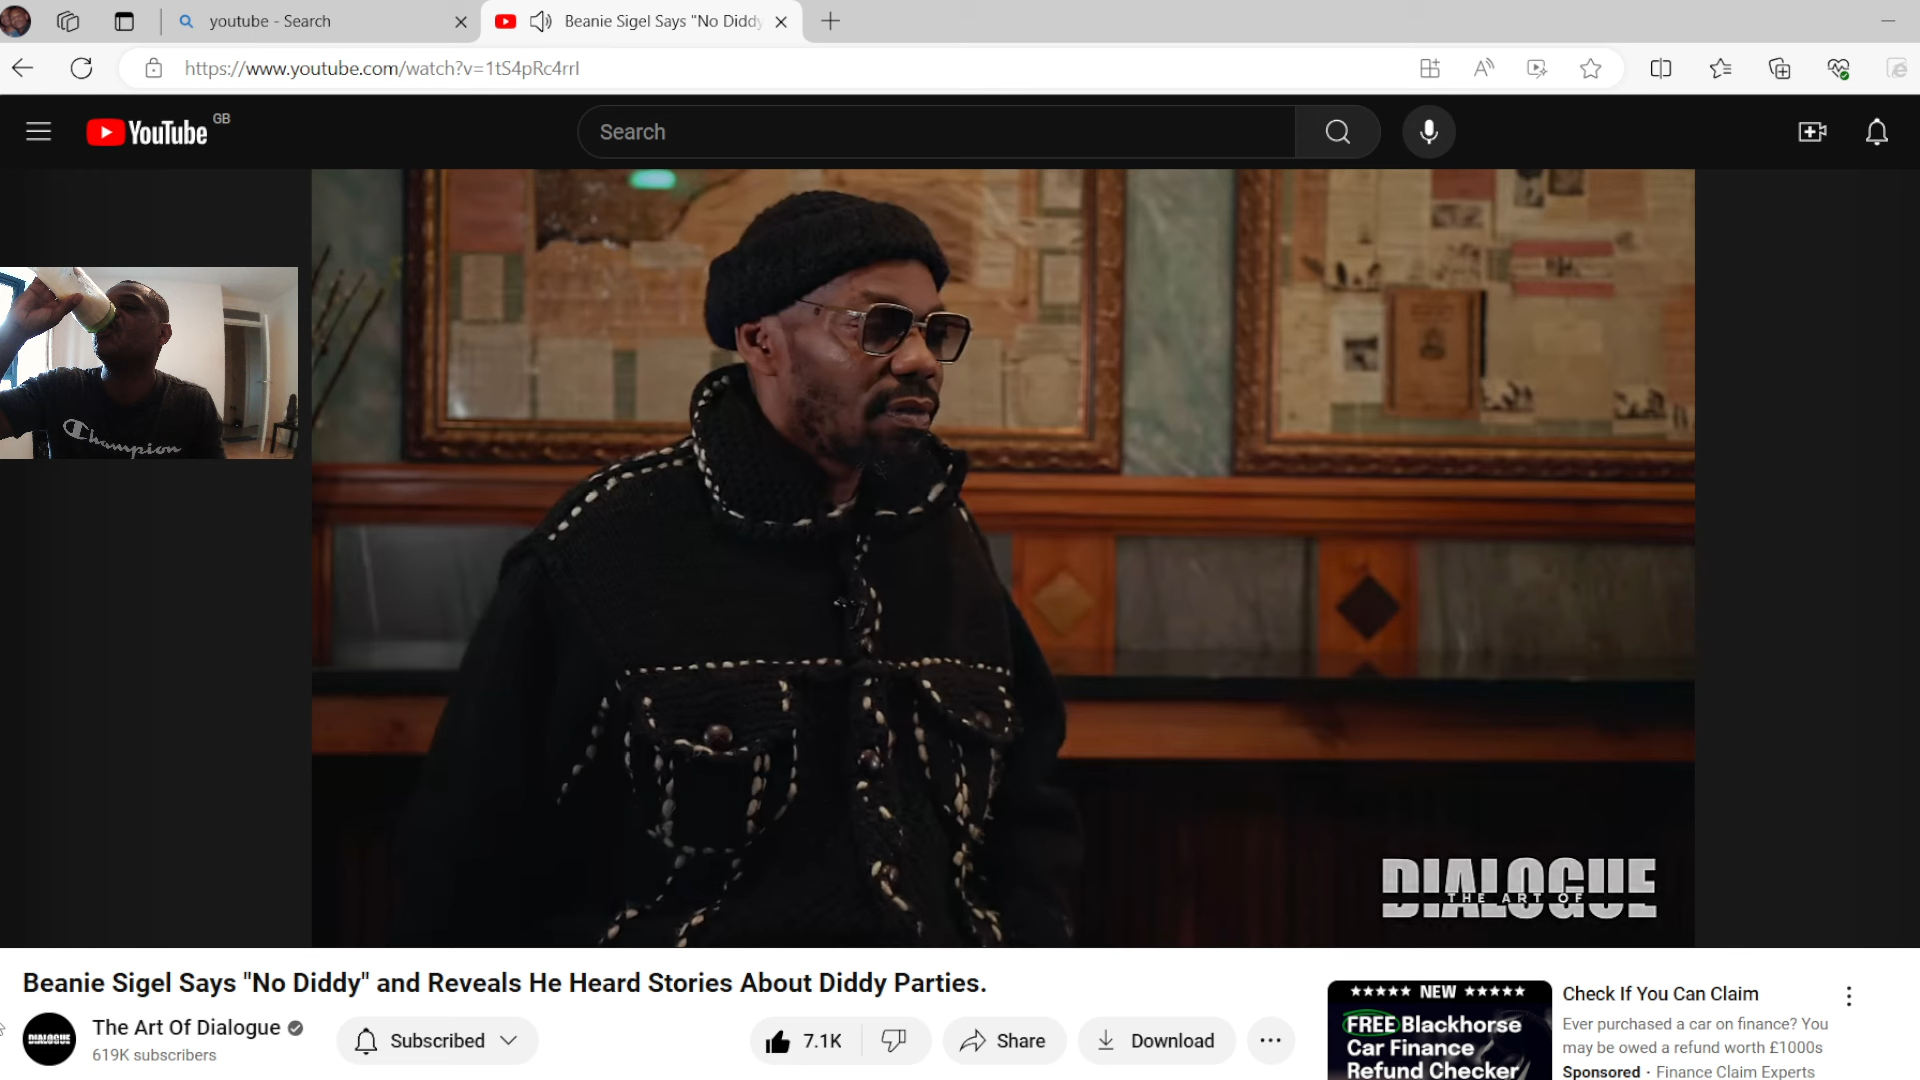 youtube - Search
Beanie Sigel Says "No Diddy
https://www.youtube.com/watch?v=1tS4pRc4rrI
YouTube GB
Search
Champion
DIALOGUE
THE ART OF
Beanie Sigel Says "No Diddy" and Reveals He Heard Stories About Diddy Parties.
DIALOGUE
The Art Of Dialogue
619K subscribers
Subscribed
7.1K
Share
Download
★★★★★ NEW ★★★★★
FREE Blackhorse
Car Finance
Refund Checker
Check If You Can Claim
Ever purchased a car on finance? You
may be owed a refund worth £1000s
Sponsored · Finance Claim Experts